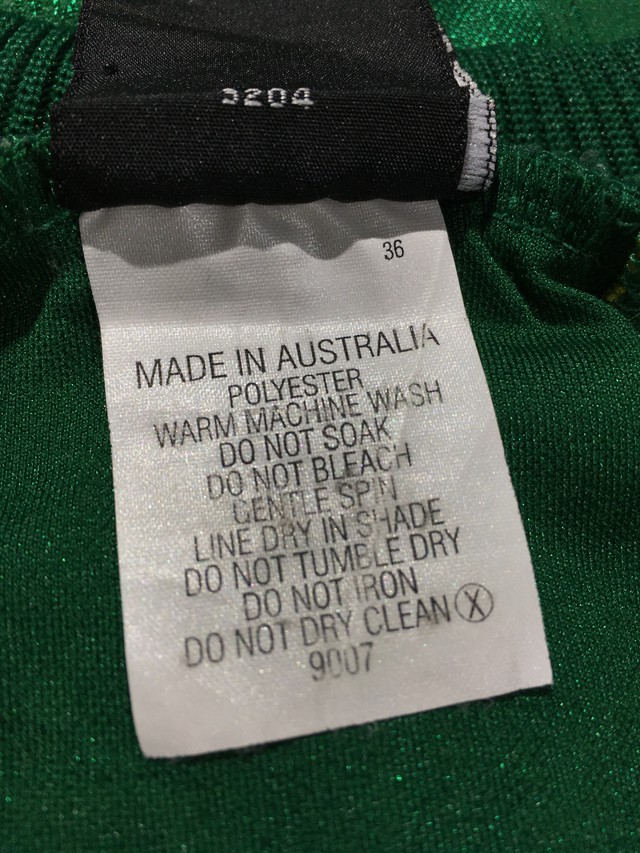 3204
36
MADE IN AUSTRALIA
POLYESTER
WARM MACHINE WASH
DO NOT SOAK
DO NOT BLEACH
GENTLE SPIN
LINE DRY IN SHADE
DO NOT TUMBLE DRY
DO NOT IRON
DO NOT DRY CLEAN Ⓧ
9007